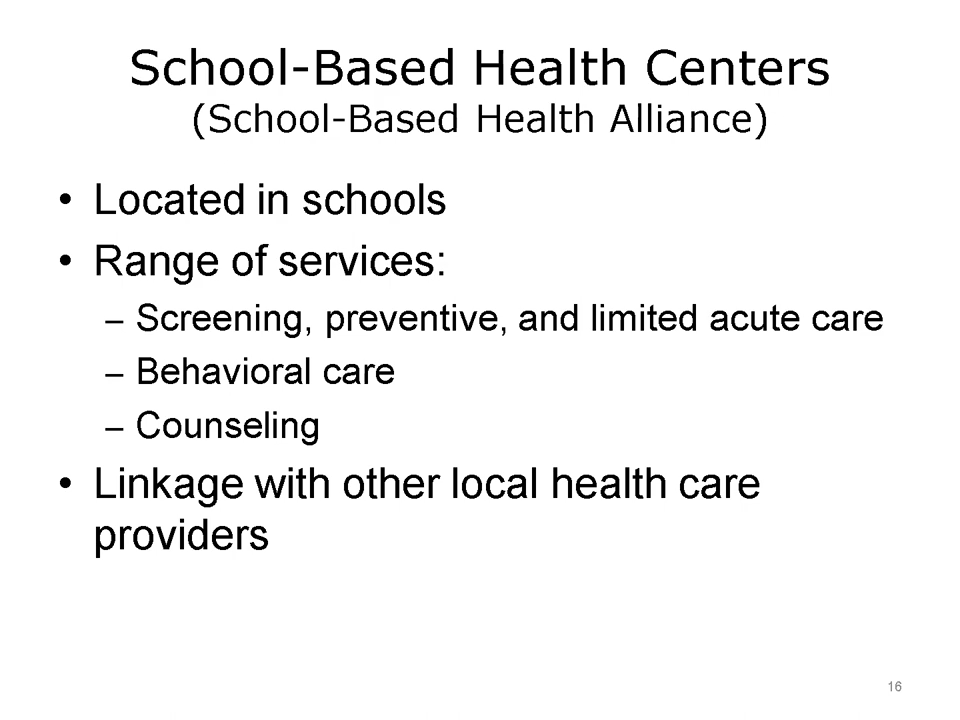 School-Based Health Centers
(School-Based Health Alliance)
• Located in schools
• Range of services:
– Screening, preventive, and limited acute care
– Behavioral care
– Counseling
• Linkage with other local health care
providers
16